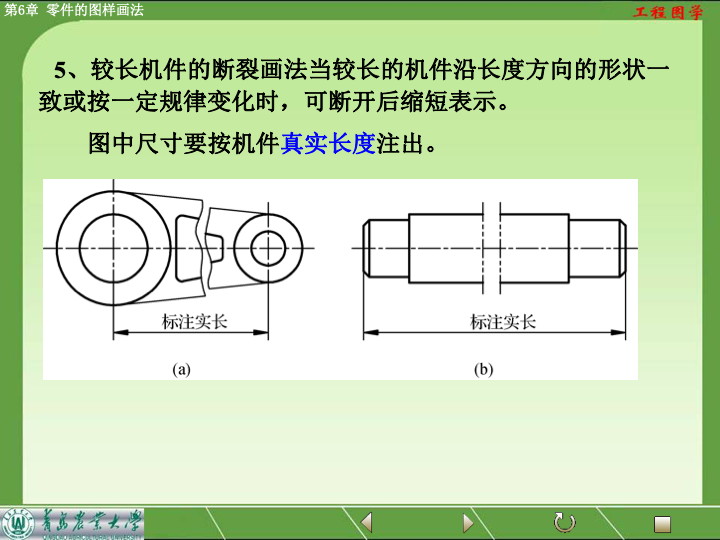 第6章 零件的图样画法
工程图学
5、较长机件的断裂画法当较长的机件沿长度方向的形状一
致或按一定规律变化时，可断开后缩短表示。
图中尺寸要按机件真实长度注出。
标注实长
标注实长
(a)
(b)
青岛农业大学